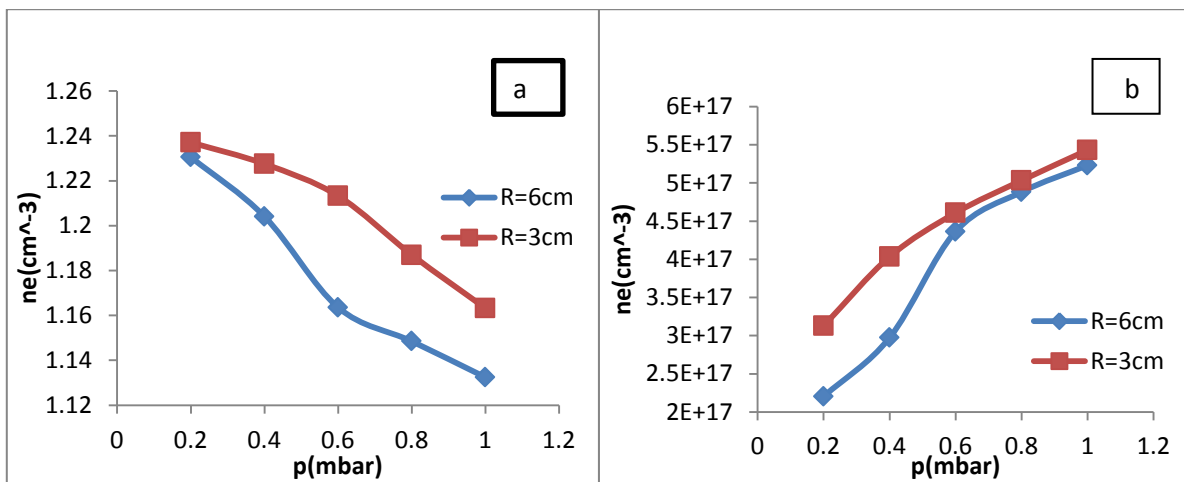 a
1.26
1.24
1.22
1.2
1.18
1.16
1.14
1.12
ne(cm^-3)
R=6cm
R=3cm
0
0.2
0.4
0.6
0.8
1
1.2
p(mbar)
b
6E+17
5.5E+17
5E+17
4.5E+17
4E+17
3.5E+17
3E+17
2.5E+17
2E+17
ne(cm^-3)
R=6cm
R=3cm
0
0.2
0.4
0.6
0.8
1
1.2
p(mbar)